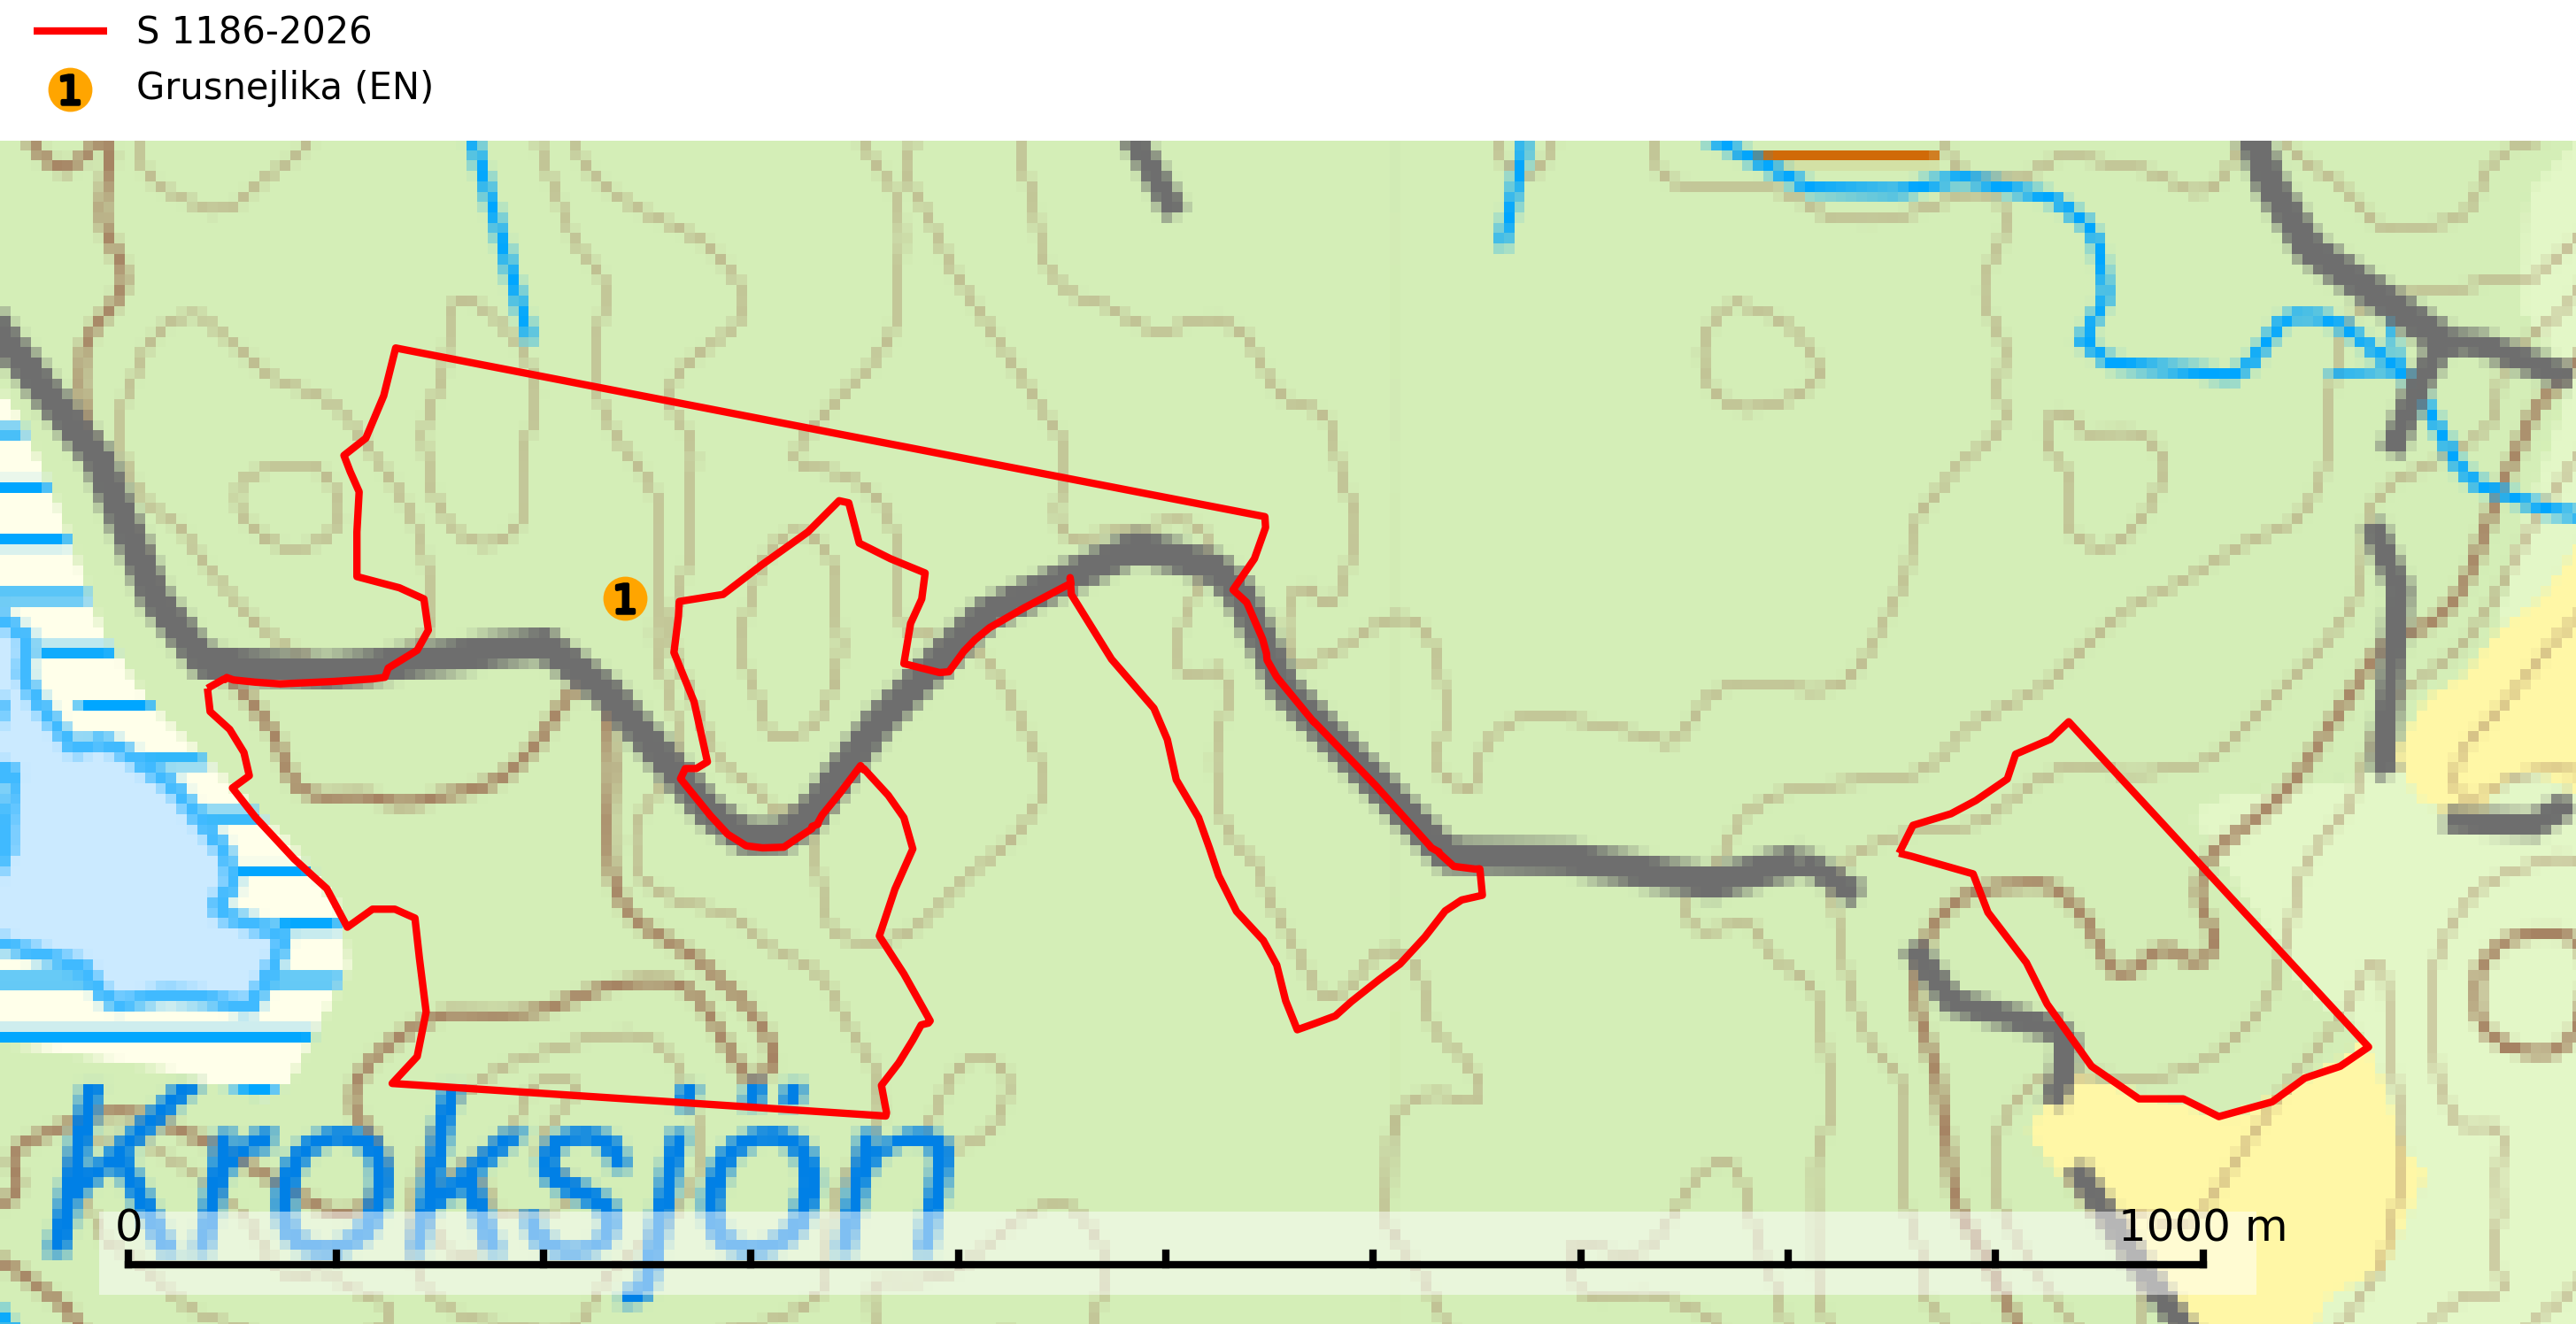 S 1186-2026
1 Grusnejlika (EN)
1
Kroksjön
0 1000 m